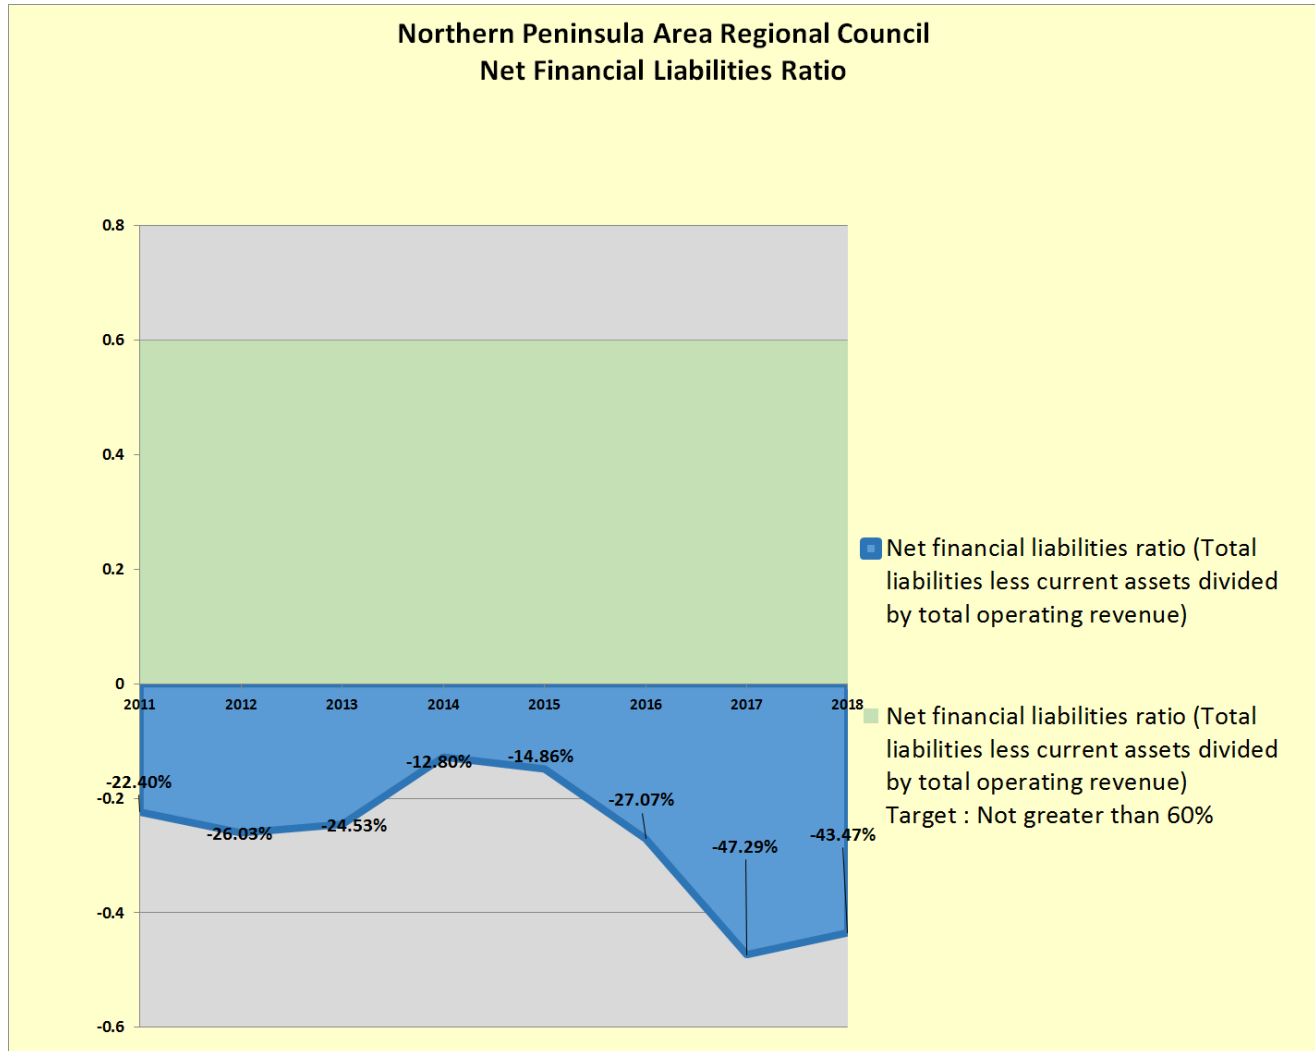 Northern Peninsula Area Regional Council
Net Financial Liabilities Ratio
0.8
0.6
0.4
0.2
0
-0.2
-0.4
-0.6
2011 2012 2013 2014 2015 2016 2017 2018
-22.40%
-26.03%
-24.53%
-12.80%
-14.86%
-27.07%
-47.29%
-43.47%
Net financial liabilities ratio (Total
liabilities less current assets divided
by total operating revenue)
Net financial liabilities ratio (Total
liabilities less current assets divided
by total operating revenue)
Target : Not greater than 60%